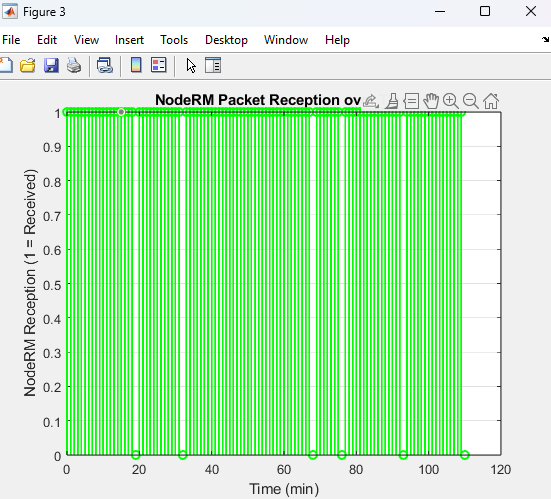 Figure 3
File Edit View Insert Tools Desktop Window Help
NodeRM Packet Reception ov
1
0.9
0.8
0.7
0.6
0.5
0.4
0.3
0.2
0.1
0
NodeRM Reception (1 = Received)
0 20 40 60 80 100 120
Time (min)